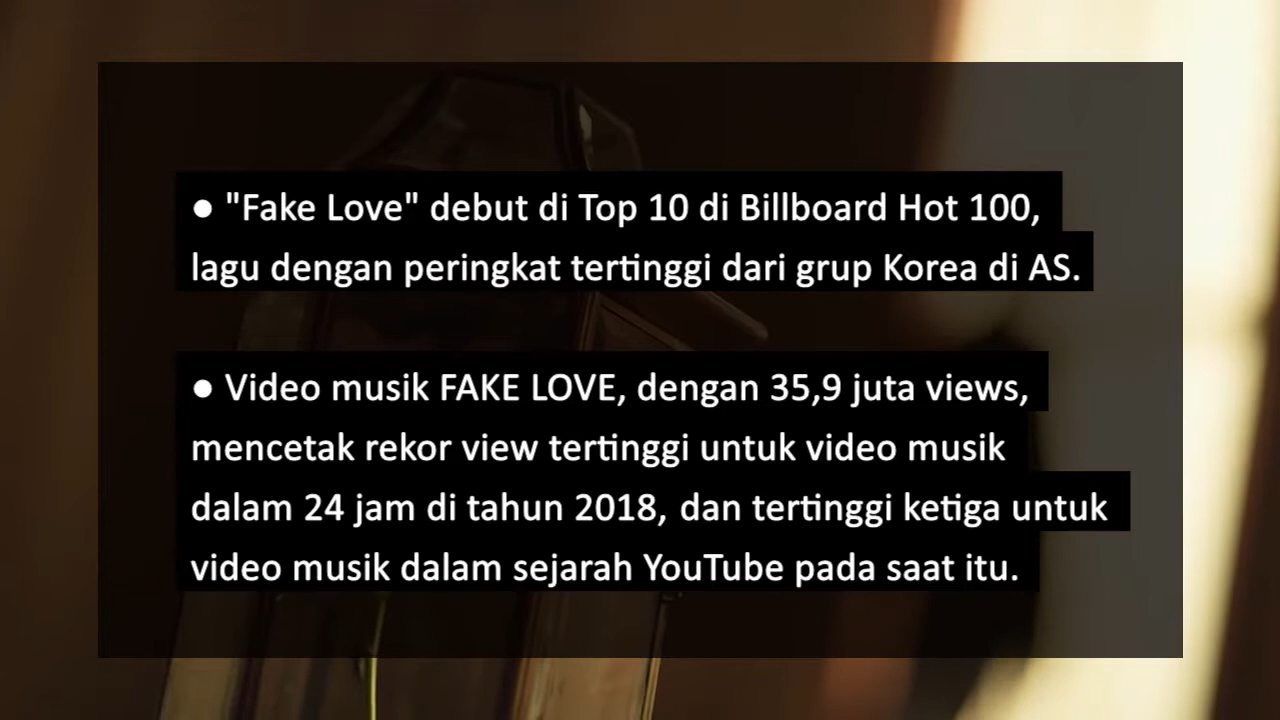 ● "Fake Love" debut di Top 10 di Billboard Hot 100,
lagu dengan peringkat tertinggi dari grup Korea di AS.
● Video musik FAKE LOVE, dengan 35,9 juta views,
mencetak rekor view tertinggi untuk video musik
dalam 24 jam di tahun 2018, dan tertinggi ketiga untuk
video musik dalam sejarah YouTube pada saat itu.